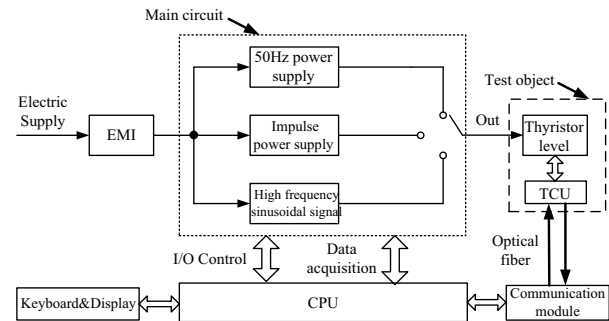 Main circuit
50Hz power
supply
Test object
Electric
Supply
EMI
Impulse
power supply
Out
Thyristor
level
High frequency
sinusoidal signal
TCU
I/O Control
Data
acquisition
Optical
fiber
Keyboard&Display
CPU
Communication
module